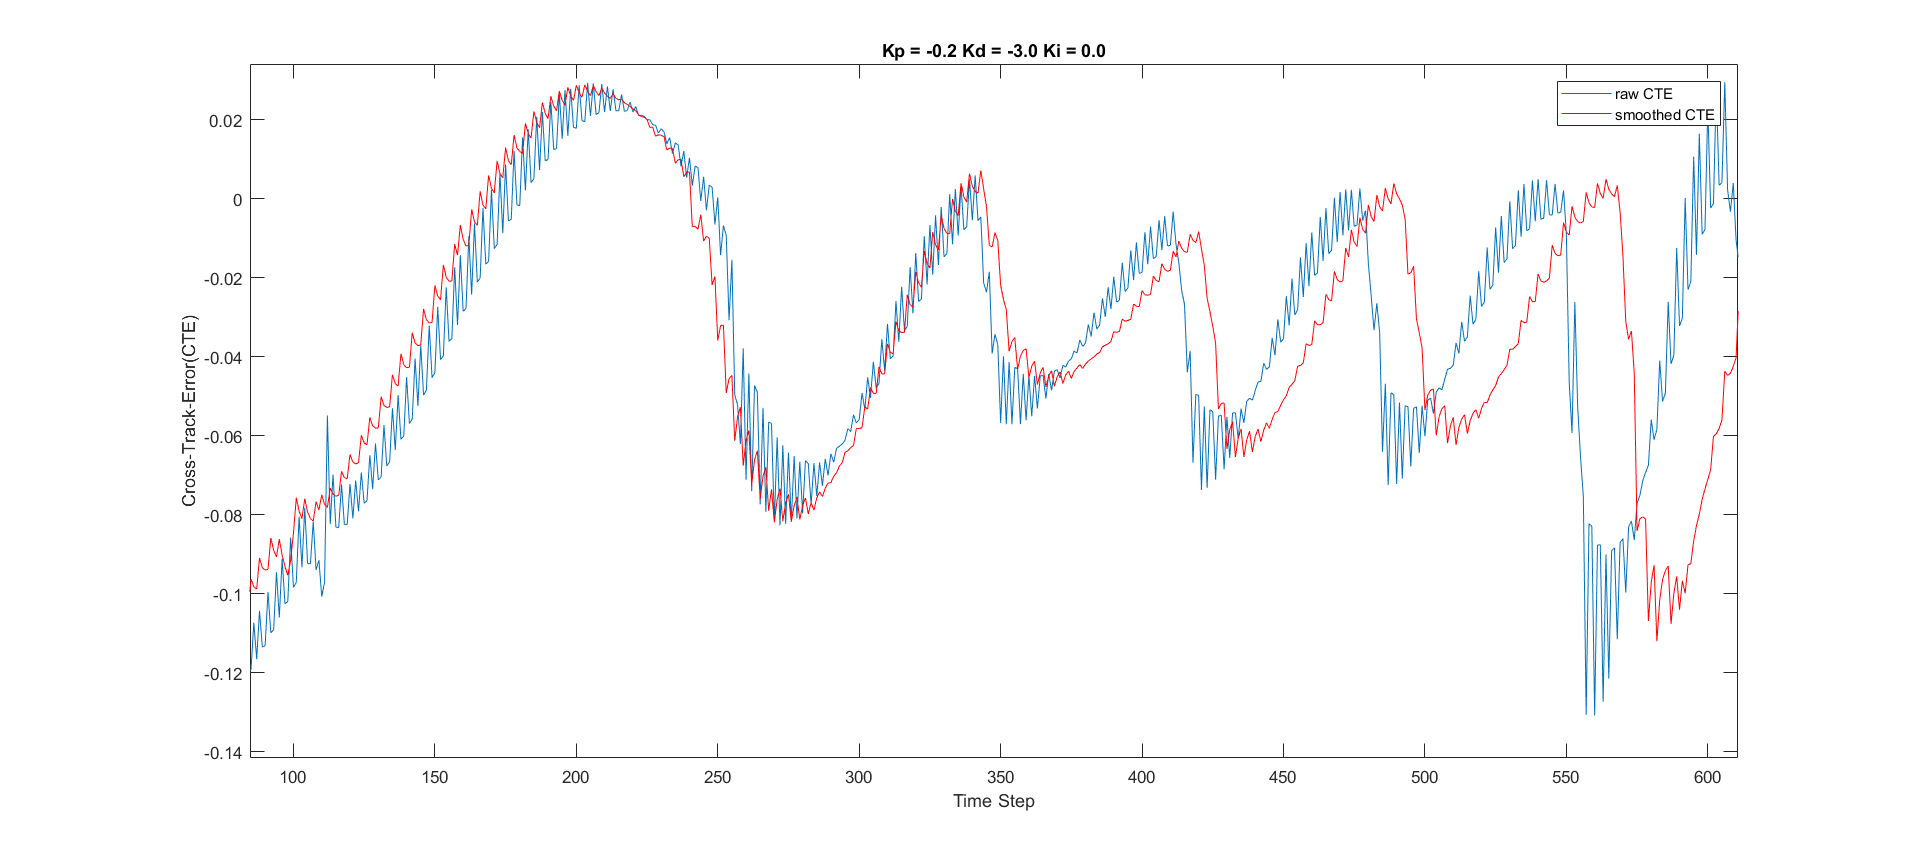 Kp = -0.2 Kd = -3.0 Ki = 0.0
raw CTE
smoothed CTE
Cross-Track-Error(CTE)
0.02
0
-0.02
-0.04
-0.06
-0.08
-0.1
-0.12
-0.14
100 150 200 250 300 350 400 450 500 550 600
Time Step